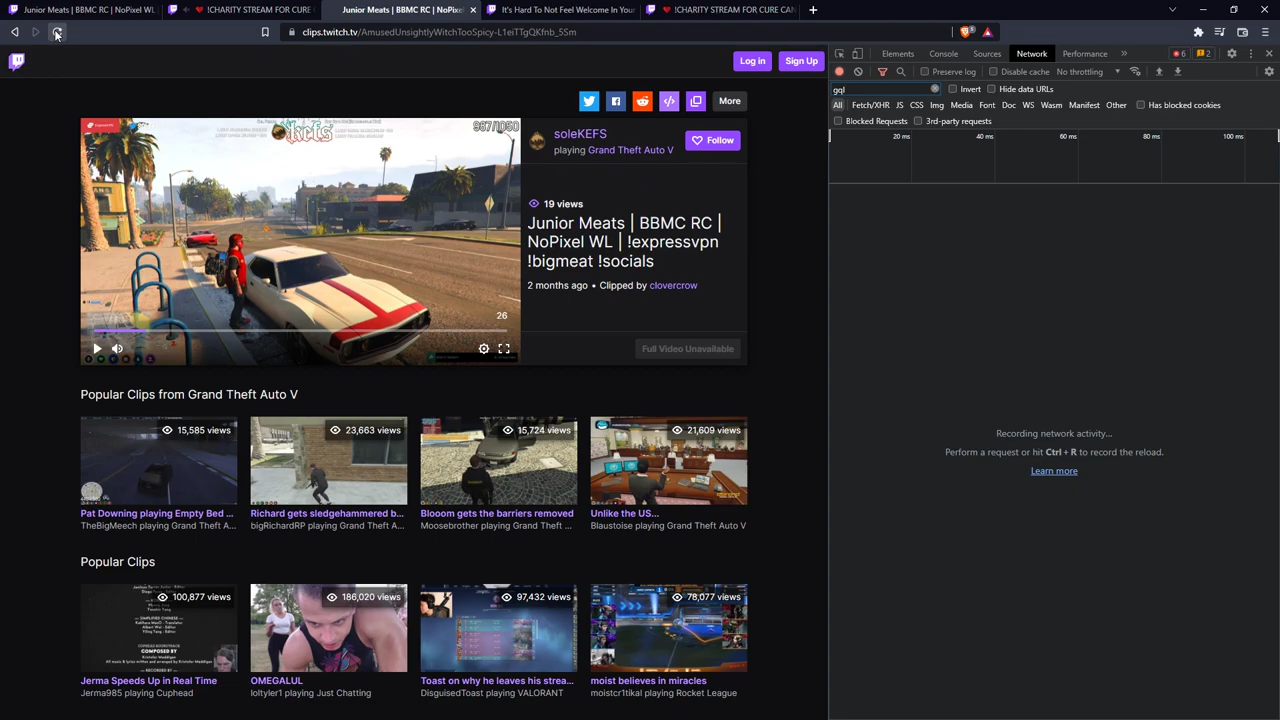 Junior Meats | BBMC RC | NoPixel WL
!CHARITY STREAM FOR CURE
Junior Meats | BBMC RC | NoPixel
It's Hard To Not Feel Welcome In Your
!CHARITY STREAM FOR CURE CAN
clips.twitch.tv/AmusedUnsightlyWitchTooSpicy-L1eiTTgQKfnb_5Sm
Elements Console Sources Network Performance » 6 2
Preserve log Disable cache No throttling
gql Invert Hide data URLs
All Fetch/XHR JS CSS Img Media Font Doc WS Wasm Manifest Other Has blocked cookies
Blocked Requests 3rd-party requests
20 ms 40 ms 60 ms 80 ms 100 ms
Recording network activity...
Perform a request or hit Ctrl + R to record the reload.
Learn more
Log in Sign Up
More
kefs
987/1050
26
soleKEFS
playing Grand Theft Auto V
Follow
19 views
Junior Meats | BBMC RC |
NoPixel WL | !expressvpn
!bigmeat !socials
2 months ago • Clipped by clovercrow
Full Video Unavailable
Popular Clips from Grand Theft Auto V
15,585 views
23,663 views
15,724 views
21,609 views
Pat Downing playing Empty Bed ...
TheBigMeech playing Grand Theft A...
Richard gets sledgehammered b...
bigRichardRP playing Grand Theft A...
Blooom gets the barriers removed
Moosebrother playing Grand Theft ...
Unlike the US...
Blaustoise playing Grand Theft Auto V
Popular Clips
100,877 views
186,020 views
97,432 views
78,077 views
COMPOSED BY
Jerma Speeds Up in Real Time
Jerma985 playing Cuphead
OMEGALUL
loltyler1 playing Just Chatting
Toast on why he leaves his strea...
DisguisedToast playing VALORANT
moist believes in miracles
moistcr1tikal playing Rocket League